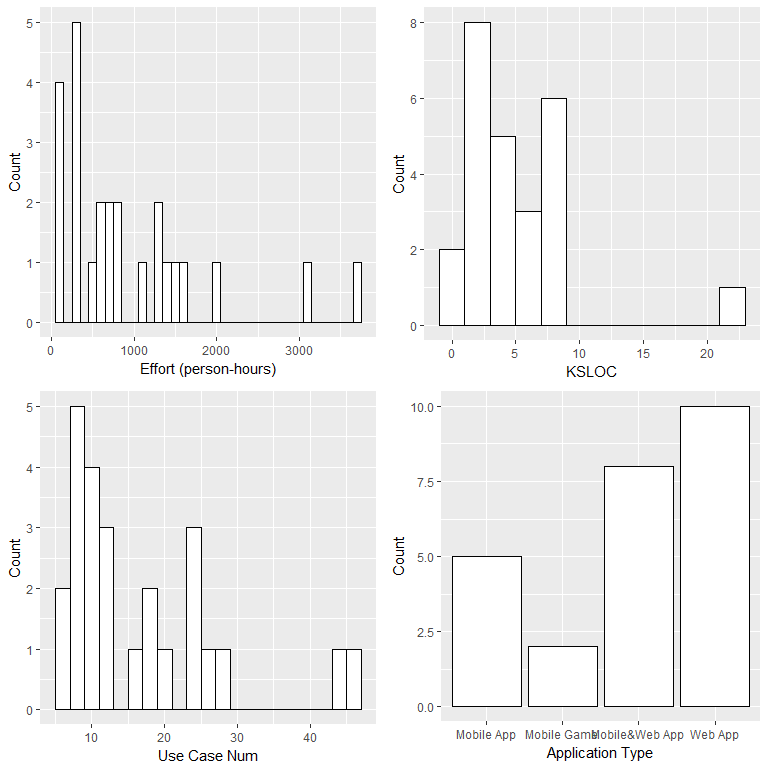 Count
5
4
3
2
1
0
0 1000 2000 3000
Effort (person-hours)
Count
8
6
4
2
0
0 5 10 15 20
KSLOC
Count
5
4
3
2
1
0
10 20 30 40
Use Case Num
Count
10.0
7.5
5.0
2.5
0.0
Mobile App Mobile Game Mobile&Web App Web App
Application Type